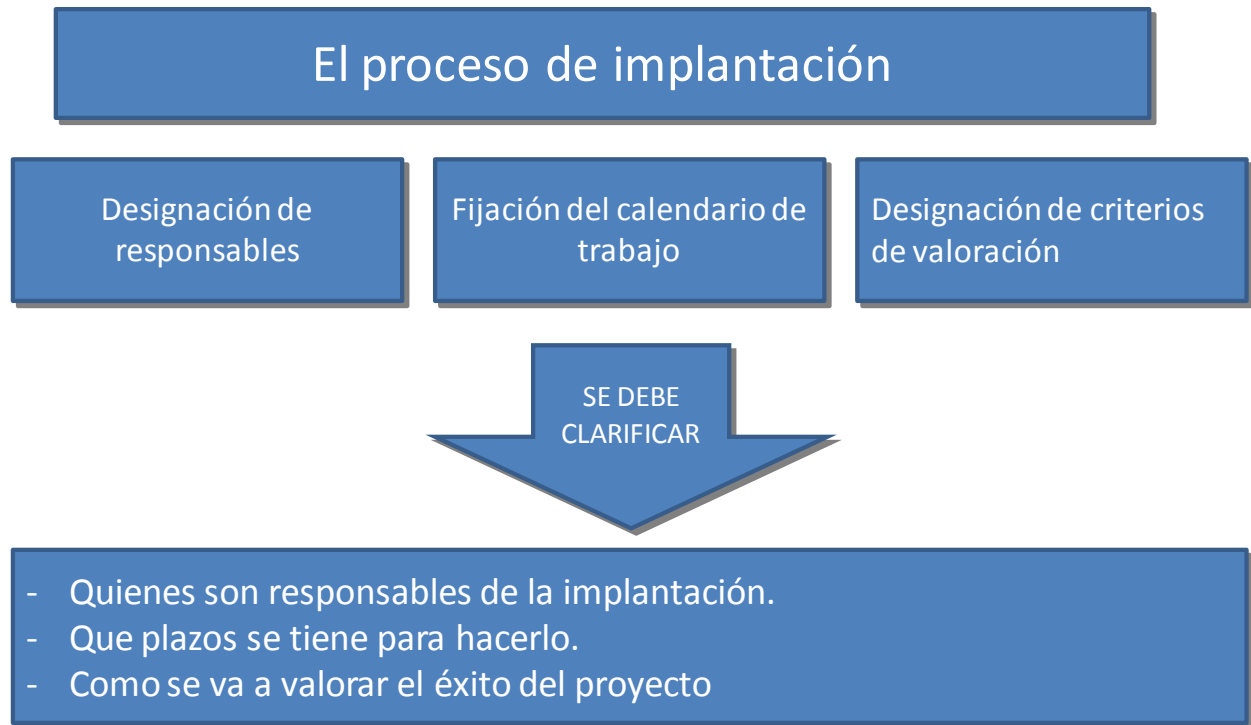 El proceso de implantación
Designación de
responsables
Fijación del calendario de
trabajo
Designación de criterios
de valoración
SE DEBE
CLARIFICAR
- Quienes son responsables de la implantación.
- Que plazos se tiene para hacerlo.
- Como se va a valorar el éxito del proyecto